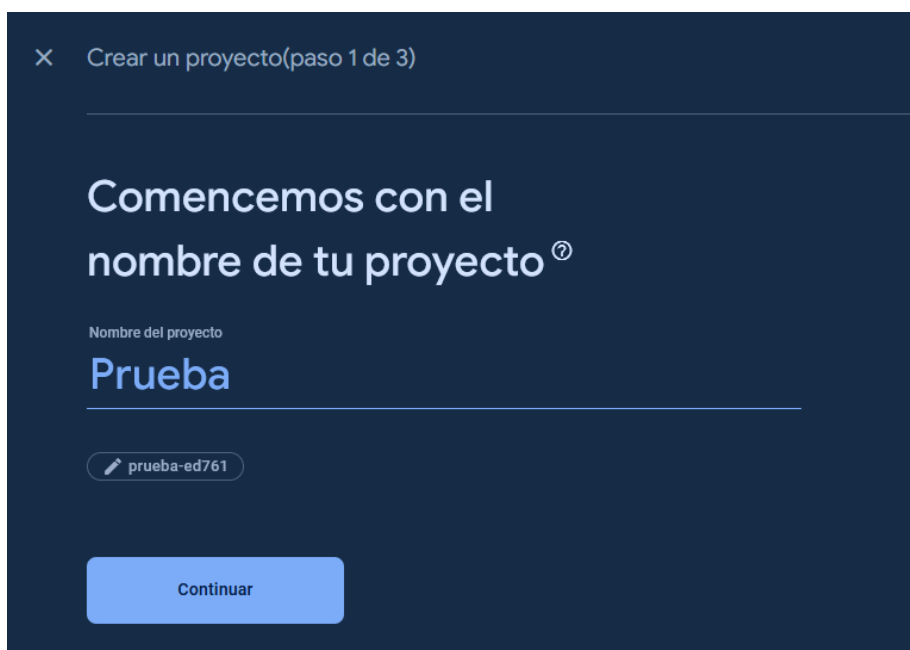 Crear un proyecto(paso 1 de 3)
Comencemos con el
nombre de tu proyecto
Nombre del proyecto
Prueba
prueba-ed761
Continuar